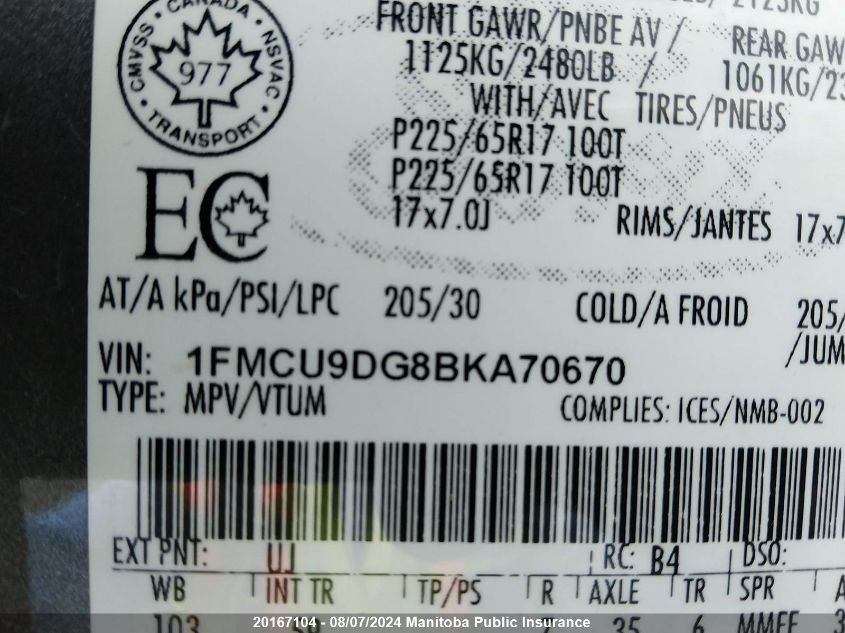 CMVSS • CANADA • NSVAC
977
TRANSPORT
EC
FRONT GAWR/PNBE AV / REAR GAW
1125KG/2480LB / 1061KG/23
WITH/AVEC TIRES/PNEUS
P225/65R17 100T
P225/65R17 100T
17x7.0J RIMS/JANTES 17x7
AT/A kPa/PSI/LPC 205/30 COLD/A FROID 205/
/JUM
VIN: 1FMCU9DG8BKA70670
TYPE: MPV/VTUM COMPLIES: ICES/NMB-002
EXT PNT: UJ RC: B4 DSO:
WB INT TR TP/PS R AXLE TR SPR A
103 35 6 MMFF 3
20167104 - 08/07/2024 Manitoba Public Insurance